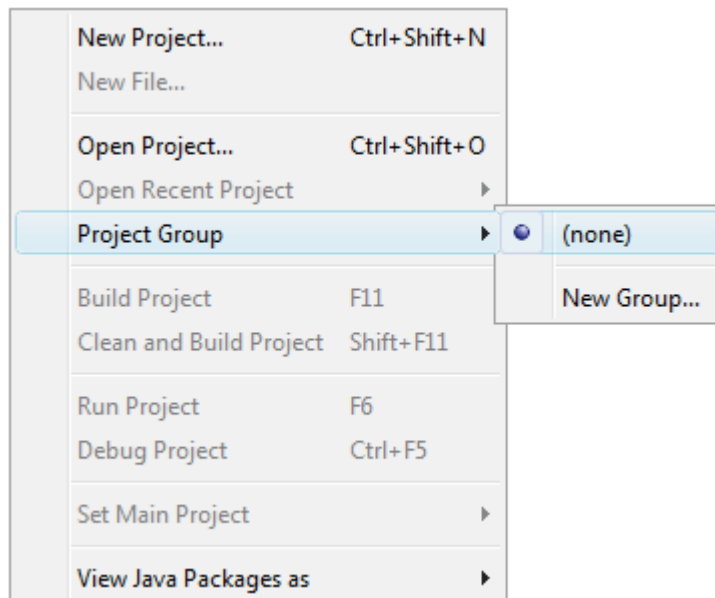 New Project... Ctrl+Shift+N
New File...
Open Project... Ctrl+Shift+O
Open Recent Project
Project Group
(none)
New Group...
Build Project F11
Clean and Build Project Shift+F11
Run Project F6
Debug Project Ctrl+F5
Set Main Project
View Java Packages as